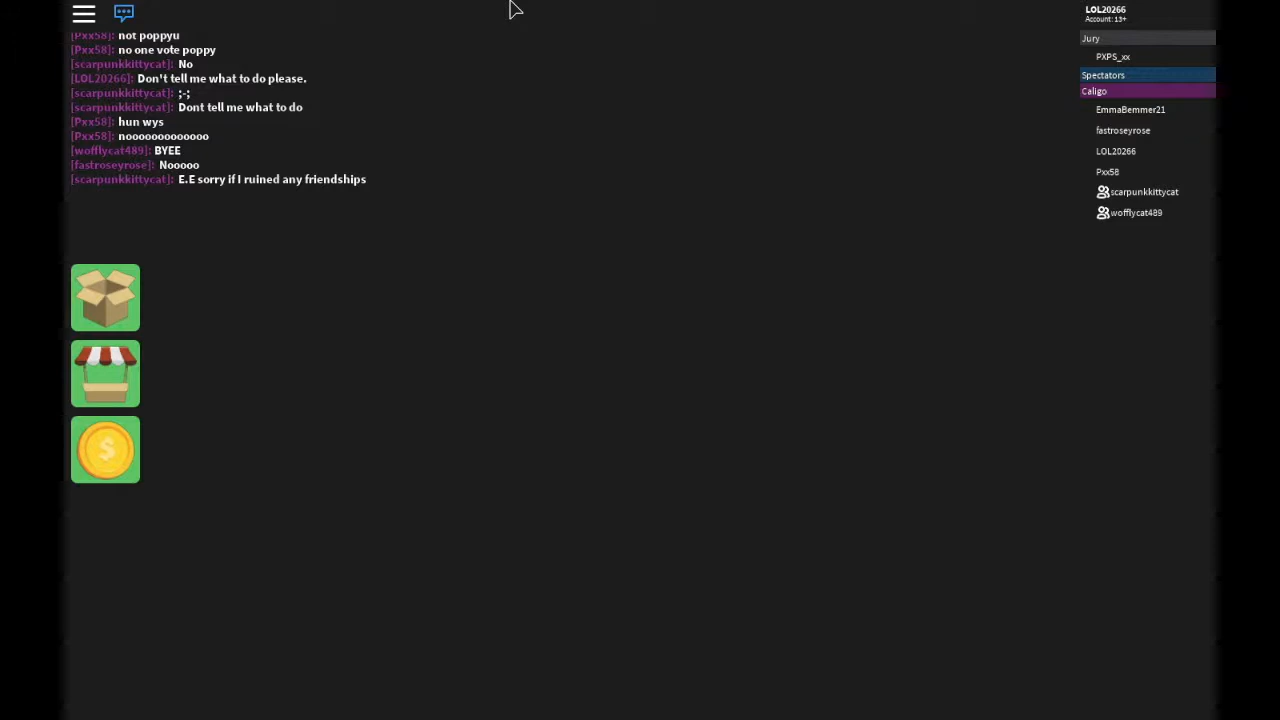 LOL20266
Account: 13+
[Pxx58]: not poppyu
[Pxx58]: no one vote poppy
[scarpunkkittycat]: No
[LOL20266]: Don't tell me what to do please.
[scarpunkkittycat]: ;-;
[scarpunkkittycat]: Dont tell me what to do
[Pxx58]: hun wys
[Pxx58]: nooooooooooooo
[wofflycat489]: BYEE
[fastroseyrose]: Nooooo
[scarpunkkittycat]: E.E sorry if I ruined any friendships
Jury
PXPS_xx
Spectators
Caligo
EmmaBemmer21
fastroseyrose
LOL20266
Pxx58
scarpunkkittycat
wofflycat489
$